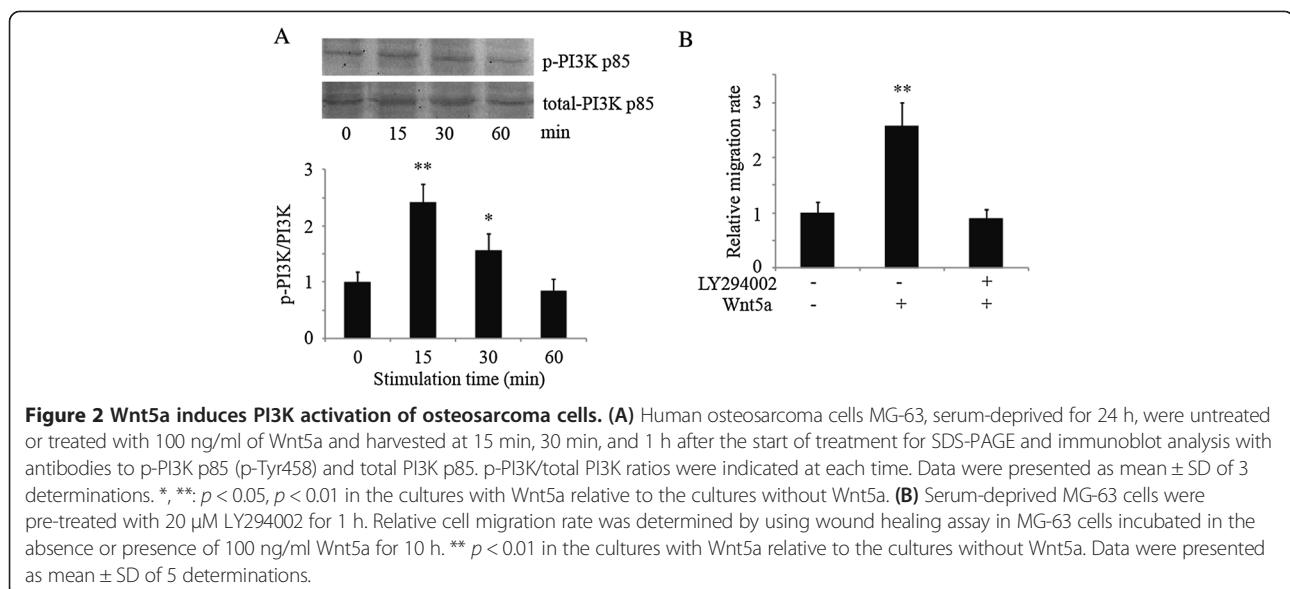 A
p-PI3K p85
total-PI3K p85
0 15 30 60 min
3
2
1
0
p-PI3K/PI3K
**
*
0 15 30 60
Stimulation time (min)
B
3
2
1
0
Relative migration rate
**
LY294002 - - +
Wnt5a - + +
Figure 2 Wnt5a induces PI3K activation of osteosarcoma cells. (A) Human osteosarcoma cells MG-63, serum-deprived for 24 h, were untreated
or treated with 100 ng/ml of Wnt5a and harvested at 15 min, 30 min, and 1 h after the start of treatment for SDS-PAGE and immunoblot analysis with
antibodies to p-PI3K p85 (p-Tyr458) and total PI3K p85. p-PI3K/total PI3K ratios were indicated at each time. Data were presented as mean ± SD of 3
determinations. *, **: p < 0.05, p < 0.01 in the cultures with Wnt5a relative to the cultures without Wnt5a. (B) Serum-deprived MG-63 cells were
pre-treated with 20 μM LY294002 for 1 h. Relative cell migration rate was determined by using wound healing assay in MG-63 cells incubated in the
absence or presence of 100 ng/ml Wnt5a for 10 h. ** p < 0.01 in the cultures with Wnt5a relative to the cultures without Wnt5a. Data were presented
as mean ± SD of 5 determinations.